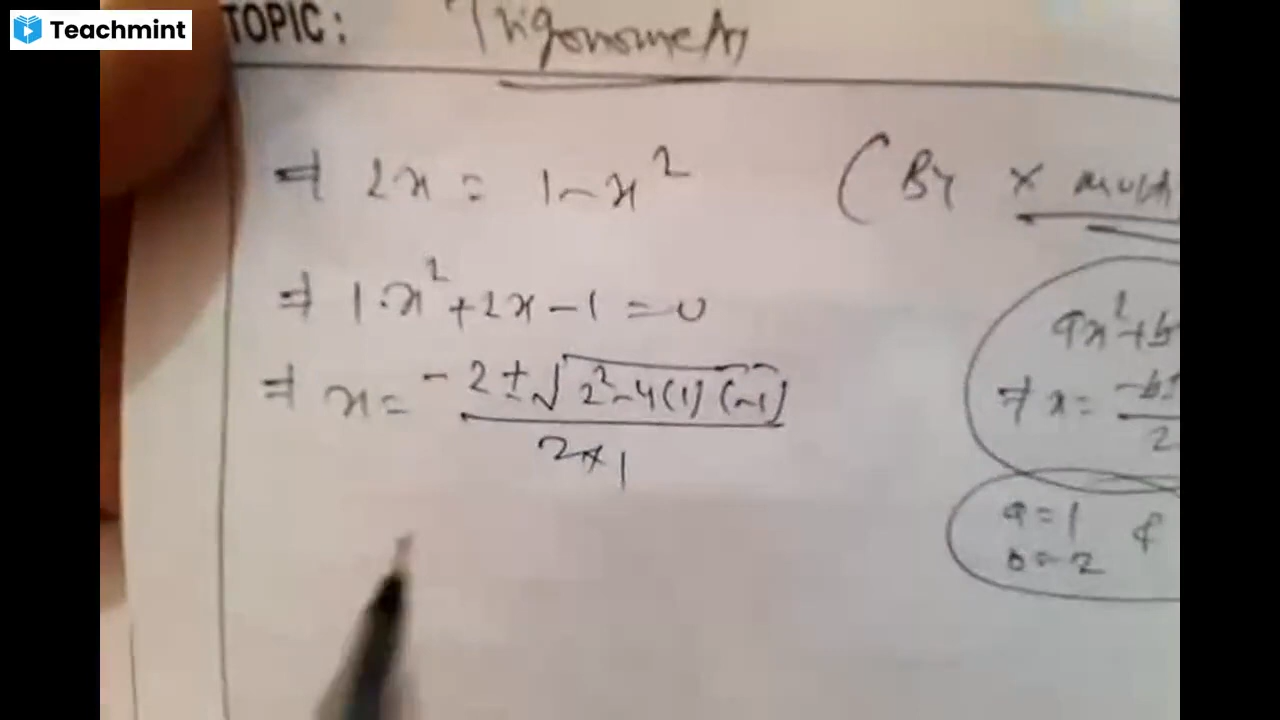 Teachmint
TOPIC: Trigonometry
⇒ 2x = 1-x² (By × mult
⇒ 1·x²+2x-1=0
⇒ x= -2±√2²-4(1)(-1) / 2×1
ax²+b
⇒ x= -b± / 2
a=1 &
b=2